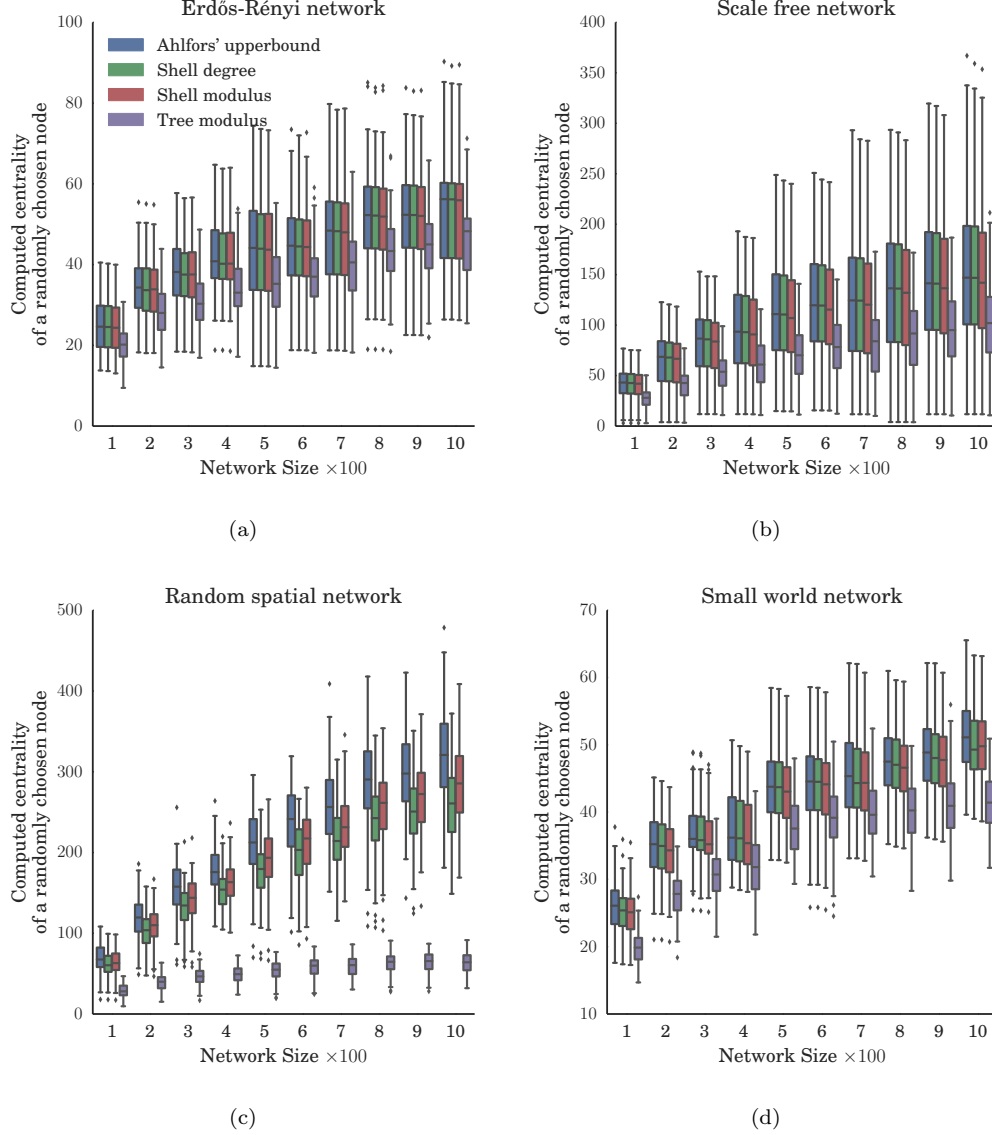 Erdős-Rényi network
Computed centrality
of a randomly choosen node
100
80
60
40
20
0
Ahlfors' upperbound
Shell degree
Shell modulus
Tree modulus
1 2 3 4 5 6 7 8 9 10
Network Size ×100
(a)
Scale free network
Computed centrality
of a randomly choosen node
400
350
300
250
200
150
100
50
0
1 2 3 4 5 6 7 8 9 10
Network Size ×100
(b)
Random spatial network
Computed centrality
of a randomly choosen node
500
400
300
200
100
0
1 2 3 4 5 6 7 8 9 10
Network Size ×100
(c)
Small world network
Computed centrality
of a randomly choosen node
70
60
50
40
30
20
10
1 2 3 4 5 6 7 8 9 10
Network Size ×100
(d)